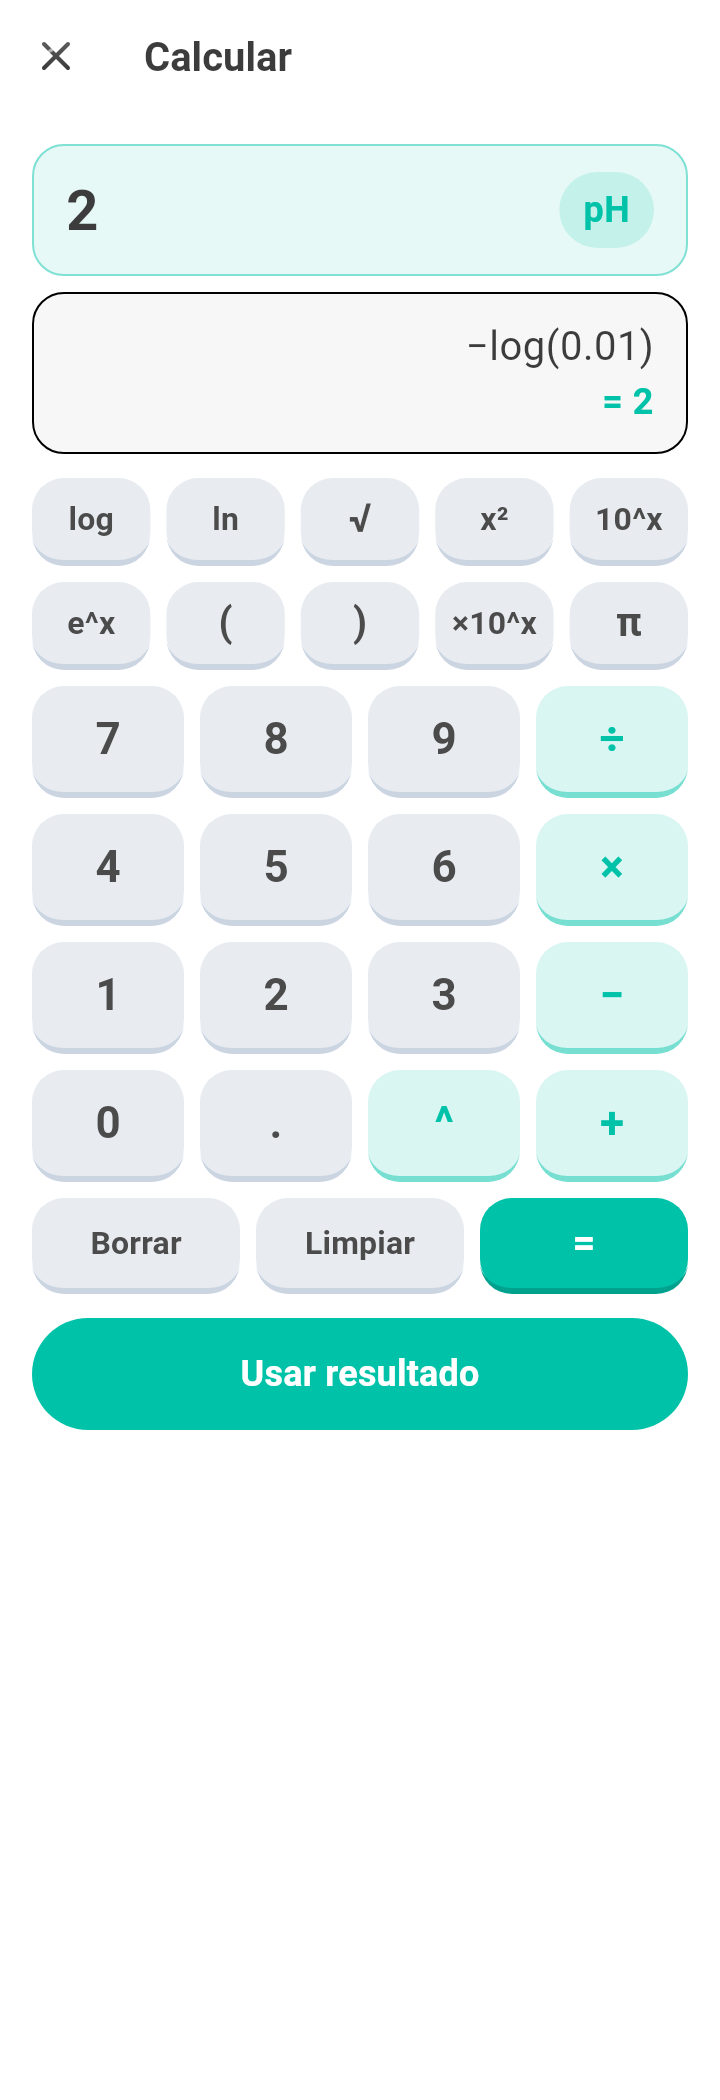 Calcular
2 pH
−log(0.01)
= 2
log ln √ x² 10^x
e^x ( ) ×10^x π
7 8 9 ÷
4 5 6 ×
1 2 3 −
0 . ^ +
Borrar Limpiar =
Usar resultado